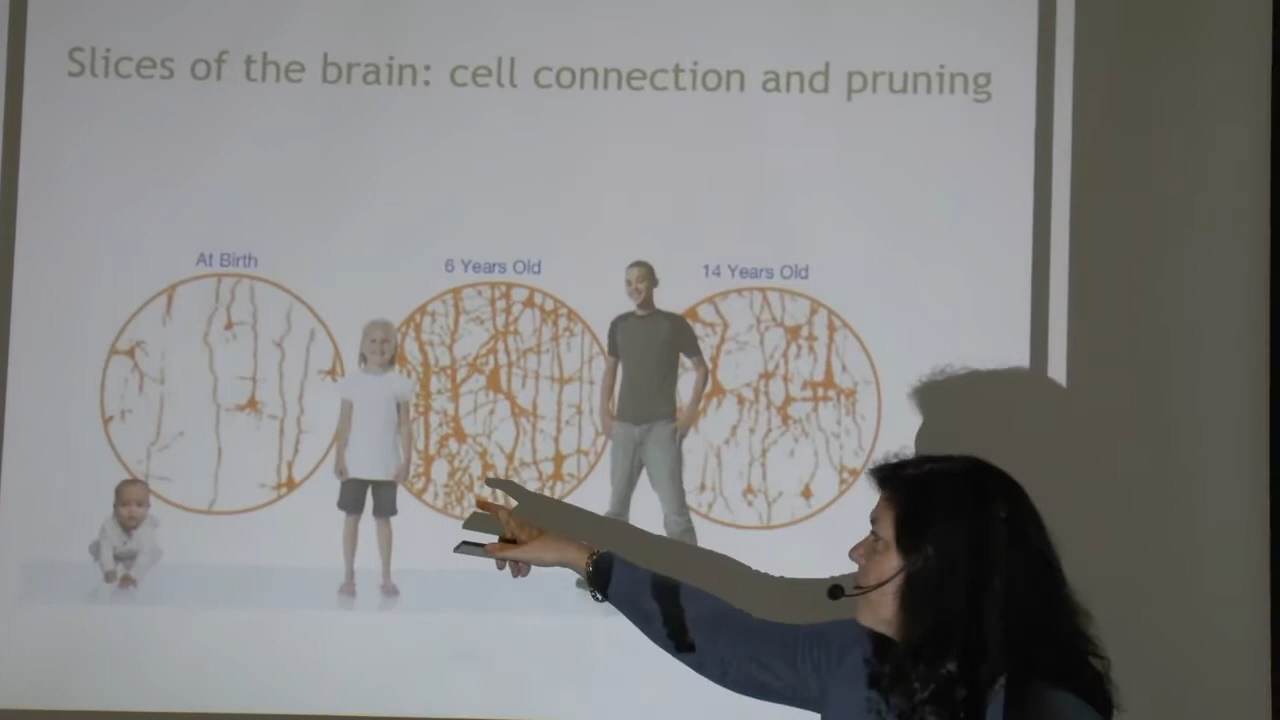 Slices of the brain: cell connection and pruning
At Birth
6 Years Old
14 Years Old